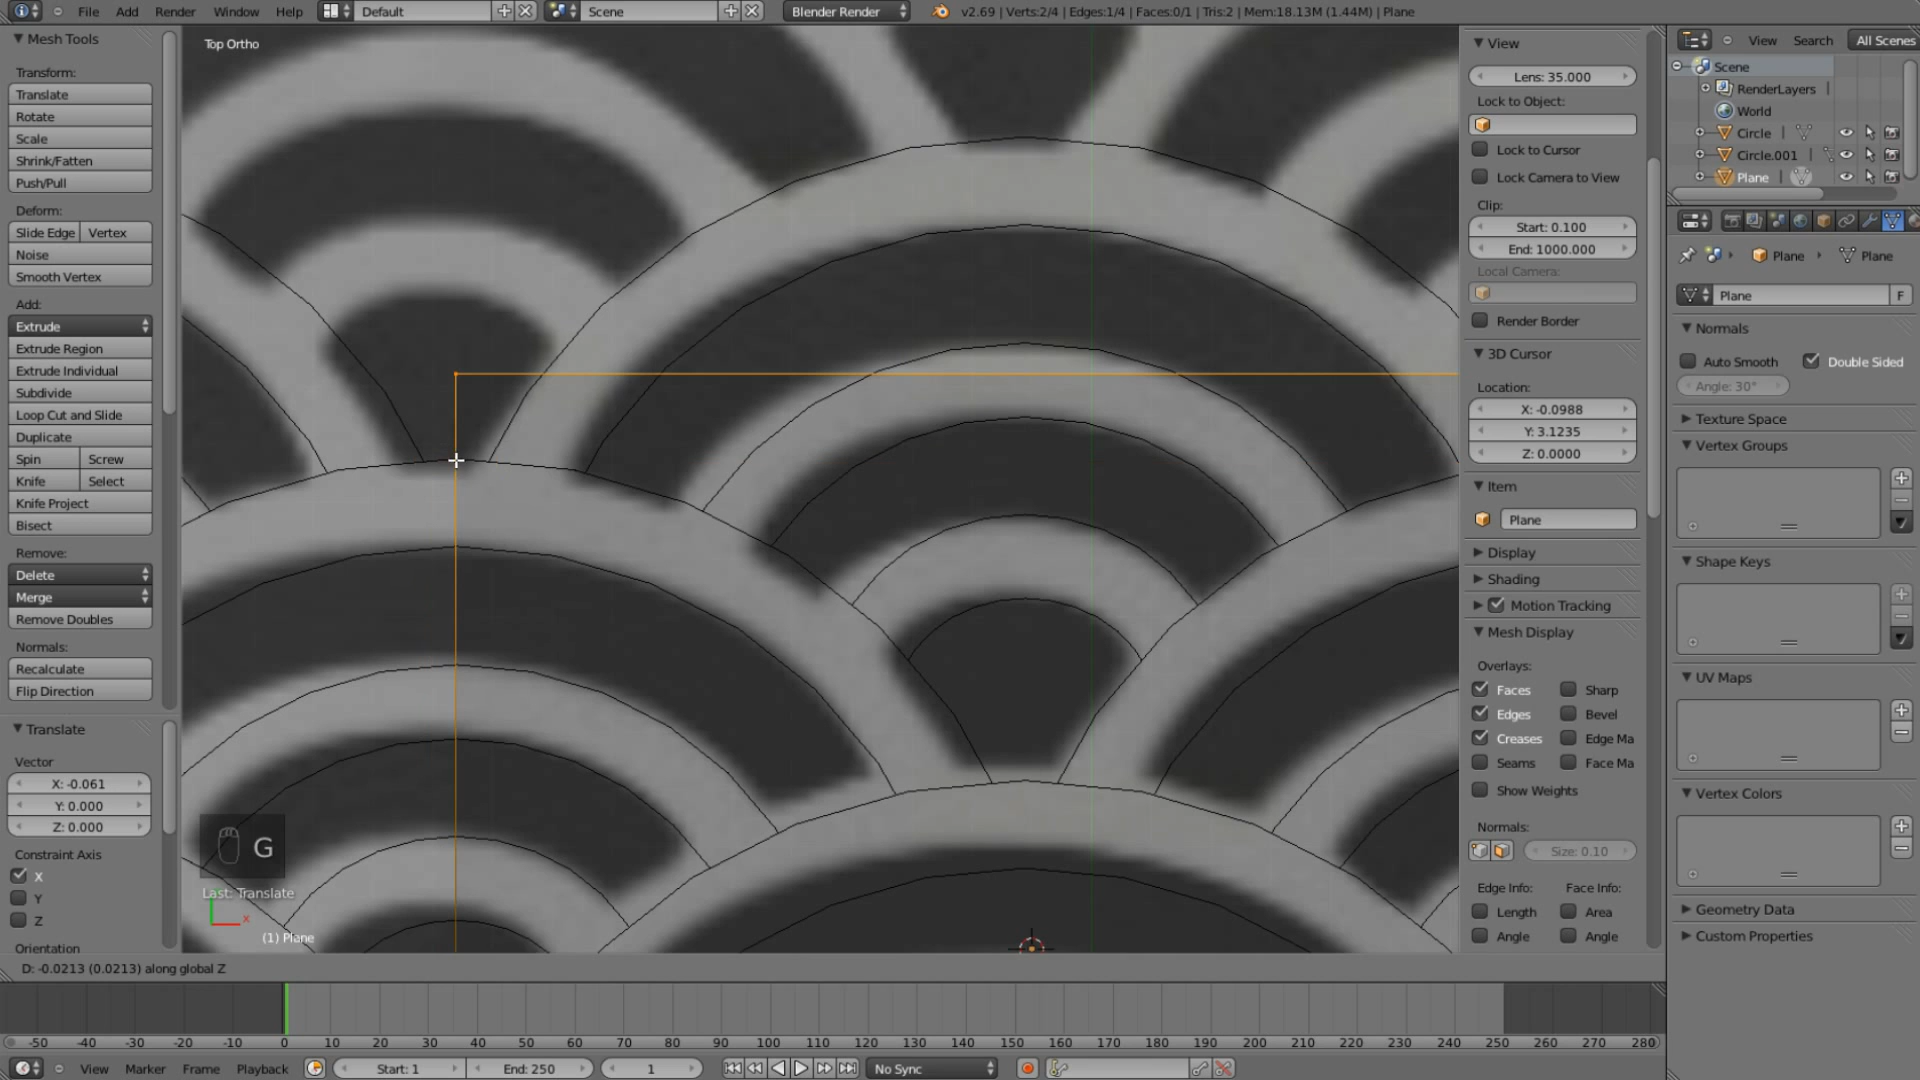 File Add Render Window Help Default Scene Blender Render v2.69 | Verts:2/4 | Edges:1/4 | Faces:0/1 | Tris:2 | Mem:18.13M (1.44M) | Plane
Mesh Tools
Transform:
Translate
Rotate
Scale
Shrink/Fatten
Push/Pull
Deform:
Slide Edge Vertex
Noise
Smooth Vertex
Add:
Extrude
Extrude Region
Extrude Individual
Subdivide
Loop Cut and Slide
Duplicate
Spin Screw
Knife Select
Knife Project
Bisect
Remove:
Delete
Merge
Remove Doubles
Normals:
Recalculate
Flip Direction
Translate
Vector
X: -0.061
Y: 0.000
Z: 0.000
Constraint Axis
X
Y
Z
Orientation
Top Ortho
G
Last: Translate
x
(1) Plane
View
Lens: 35.000
Lock to Object:
Lock to Cursor
Lock Camera to View
Clip:
Start: 0.100
End: 1000.000
Local Camera:
Render Border
3D Cursor
Location:
X: -0.0988
Y: 3.1235
Z: 0.0000
Item
Plane
Display
Shading
Motion Tracking
Mesh Display
Overlays:
Faces Sharp
Edges Bevel
Creases Edge Ma
Seams Face Ma
Show Weights
Normals:
Size: 0.10
Edge Info: Face Info:
Length Area
Angle Angle
View Search All Scenes
Scene
RenderLayers
World
Circle
Circle.001
Plane
Plane Plane
Plane F
Normals
Auto Smooth Double Sided
Angle: 30°
Texture Space
Vertex Groups
Shape Keys
UV Maps
Vertex Colors
Geometry Data
Custom Properties
D: -0.0213 (0.0213) along global Z
-50 -40 -30 -20 -10 0 10 20 30 40 50 60 70 80 90 100 110 120 130 140 150 160 170 180 190 200 210 220 230 240 250 260 270 280
View Marker Frame Playback Start: 1 End: 250 1 No Sync